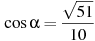 cos α = √51 / 10